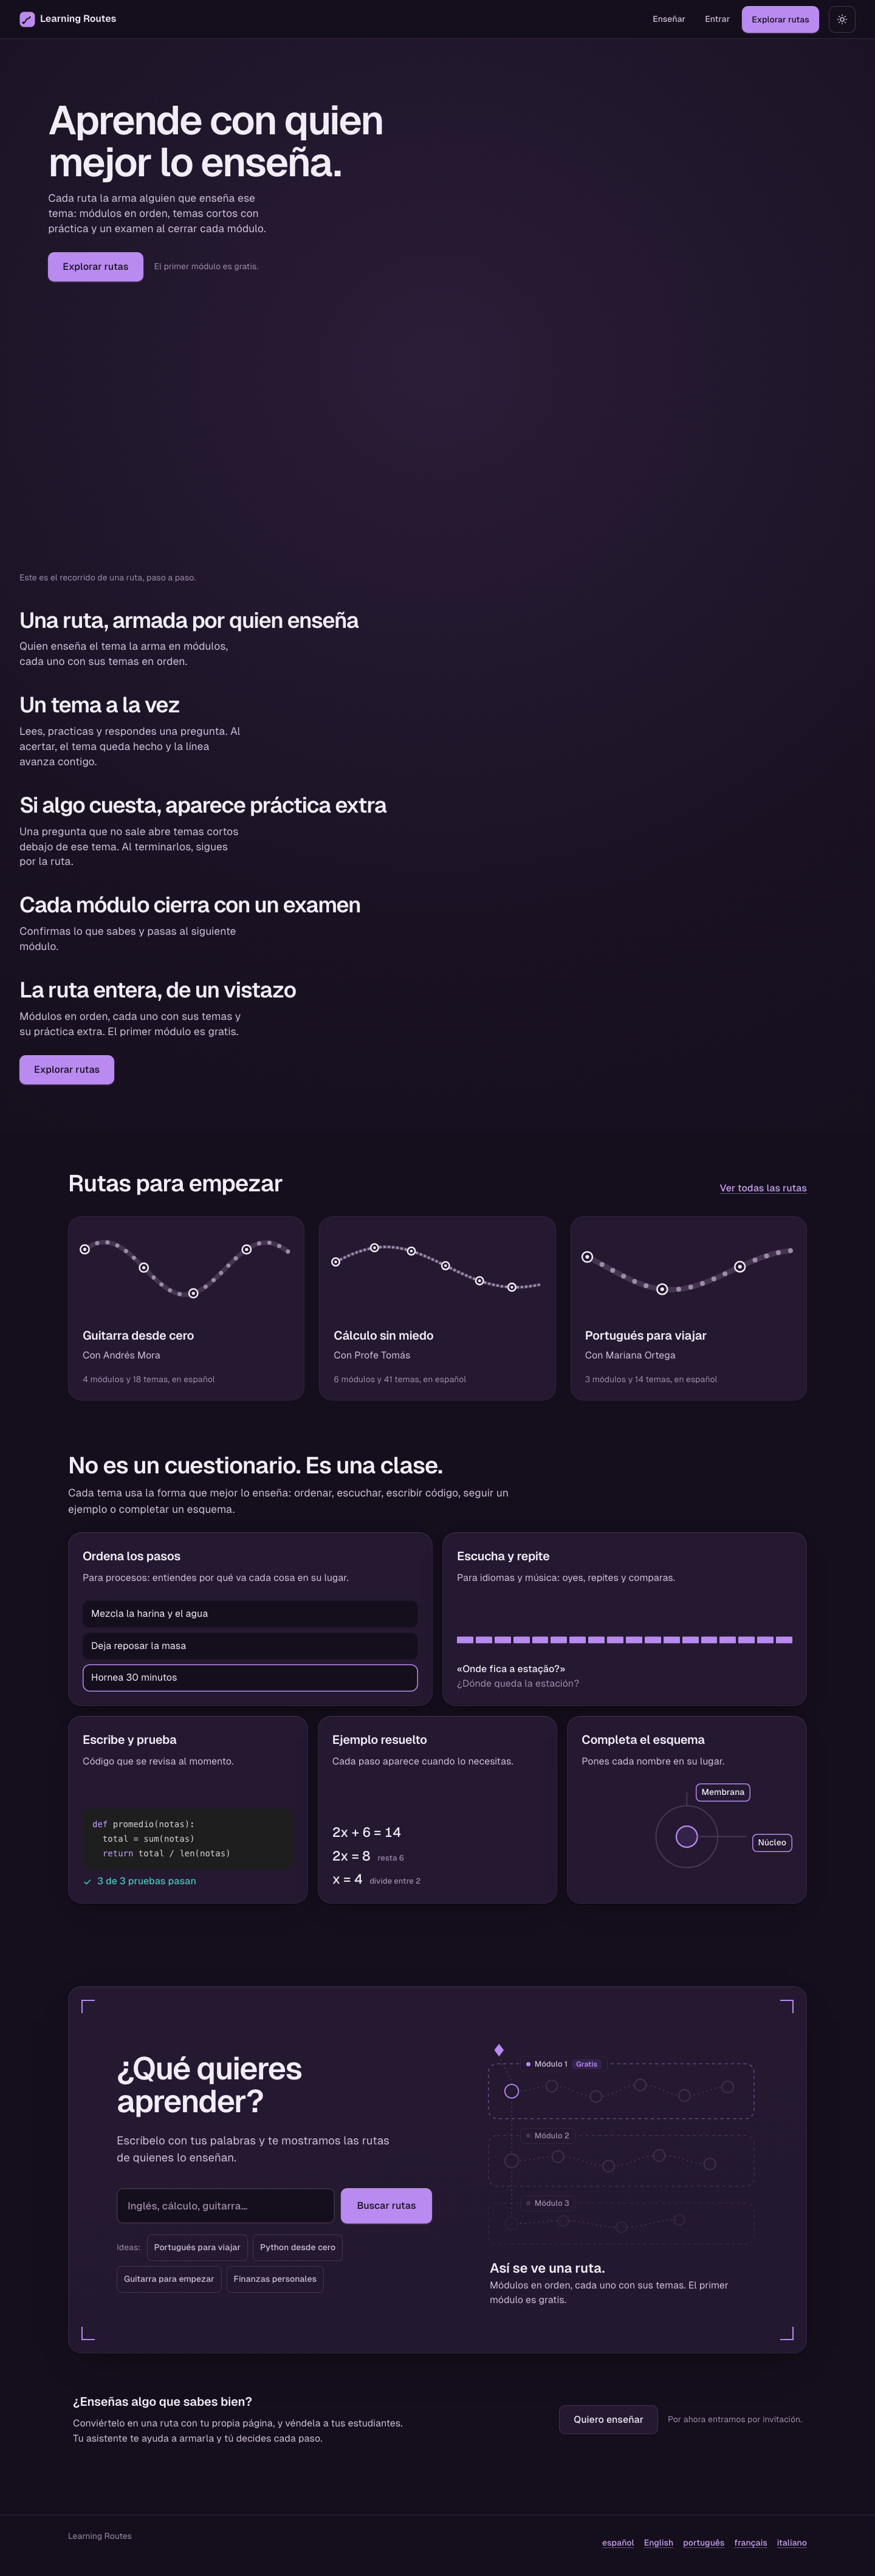 Learning Routes
Enseñar
Entrar
Explorar rutas
Aprende con quien
mejor lo enseña.
Cada ruta la arma alguien que enseña ese
tema: módulos en orden, temas cortos con
práctica y un examen al cerrar cada módulo.
Explorar rutas
El primer módulo es gratis.
Este es el recorrido de una ruta, paso a paso.
Una ruta, armada por quien enseña
Quien enseña el tema la arma en módulos,
cada uno con sus temas en orden.
Un tema a la vez
Lees, practicas y respondes una pregunta. Al
acertar, el tema queda hecho y la línea
avanza contigo.
Si algo cuesta, aparece práctica extra
Una pregunta que no sale abre temas cortos
debajo de ese tema. Al terminarlos, sigues
por la ruta.
Cada módulo cierra con un examen
Confirmas lo que sabes y pasas al siguiente
módulo.
La ruta entera, de un vistazo
Módulos en orden, cada uno con sus temas y
su práctica extra. El primer módulo es gratis.
Explorar rutas
Rutas para empezar
Ver todas las rutas
Guitarra desde cero
Con Andrés Mora
4 módulos y 18 temas, en español
Cálculo sin miedo
Con Profe Tomás
6 módulos y 41 temas, en español
Portugués para viajar
Con Mariana Ortega
3 módulos y 14 temas, en español
No es un cuestionario. Es una clase.
Cada tema usa la forma que mejor lo enseña: ordenar, escuchar, escribir código, seguir un
ejemplo o completar un esquema.
Ordena los pasos
Para procesos: entiendes por qué va cada cosa en su lugar.
Mezcla la harina y el agua
Deja reposar la masa
Hornea 30 minutos
Escucha y repite
Para idiomas y música: oyes, repites y comparas.
«Onde fica a estação?»
¿Dónde queda la estación?
Escribe y prueba
Código que se revisa al momento.
def promedio(notas):
total = sum(notas)
return total / len(notas)
3 de 3 pruebas pasan
Ejemplo resuelto
Cada paso aparece cuando lo necesitas.
2x + 6 = 14
2x = 8 resta 6
x = 4 divide entre 2
Completa el esquema
Pones cada nombre en su lugar.
Membrana
Núcleo
¿Qué quieres
aprender?
Escríbelo con tus palabras y te mostramos las rutas
de quienes lo enseñan.
Inglés, cálculo, guitarra...
Buscar rutas
Ideas:
Portugués para viajar
Python desde cero
Guitarra para empezar
Finanzas personales
Módulo 1 Gratis
Módulo 2
Módulo 3
Así se ve una ruta.
Módulos en orden, cada uno con sus temas. El primer
módulo es gratis.
¿Enseñas algo que sabes bien?
Conviértelo en una ruta con tu propia página, y véndela a tus estudiantes.
Tu asistente te ayuda a armarla y tú decides cada paso.
Quiero enseñar
Por ahora entramos por invitación.
Learning Routes
español
English
português
français
italiano